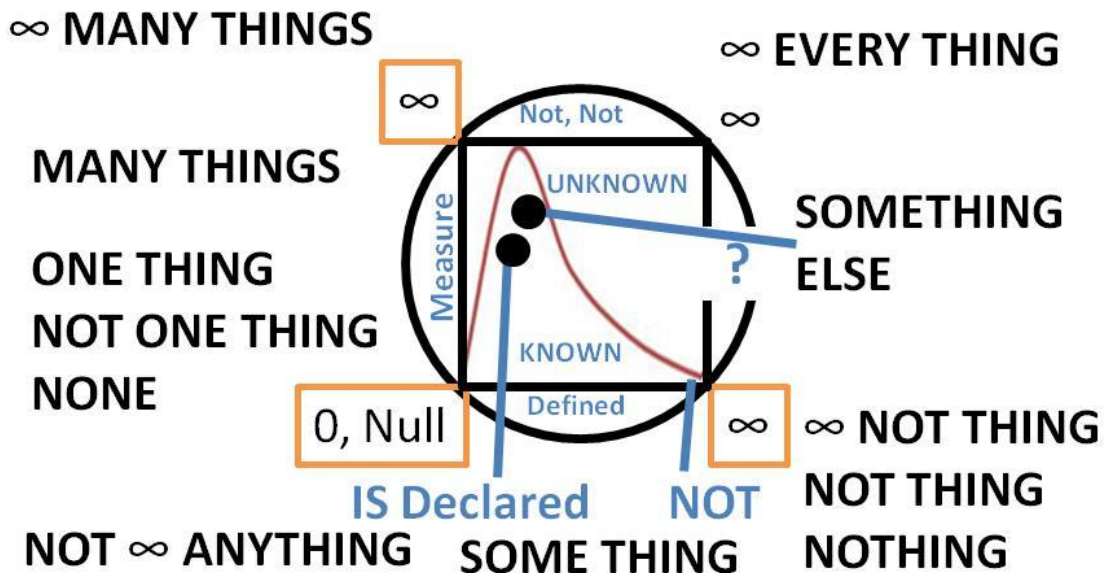 ∞ MANY THINGS
∞ EVERY THING
∞
Not, Not
∞
MANY THINGS
UNKNOWN
Measure
SOMETHING
ELSE
?
ONE THING
NOT ONE THING
NONE
KNOWN
Defined
0, Null
∞
∞ NOT THING
NOT THING
NOTHING
IS Declared
NOT
NOT ∞ ANYTHING
SOME THING